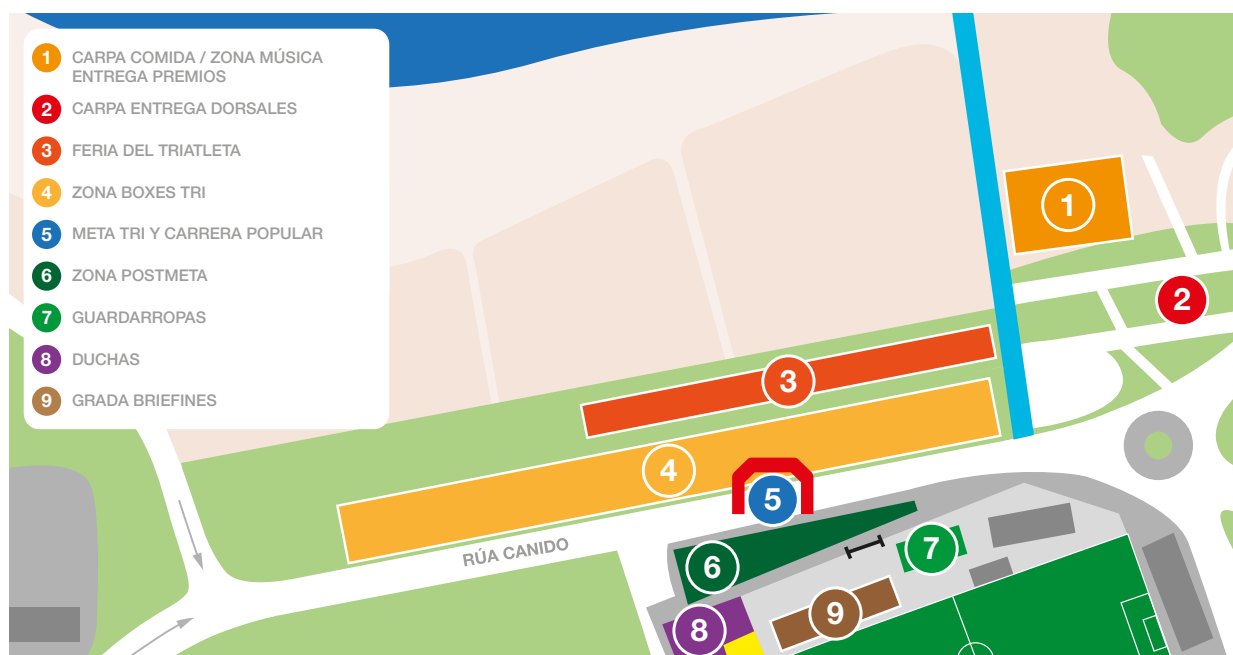 1 CARPA COMIDA / ZONA MÚSICA
ENTREGA PREMIOS
2 CARPA ENTREGA DORSALES
3 FERIA DEL TRIATLETA
4 ZONA BOXES TRI
5 META TRI Y CARRERA POPULAR
6 ZONA POSTMETA
7 GUARDARROPAS
8 DUCHAS
9 GRADA BRIEFINES
1
2
3
4
5
RÚA CANIDO
7
6
9
8